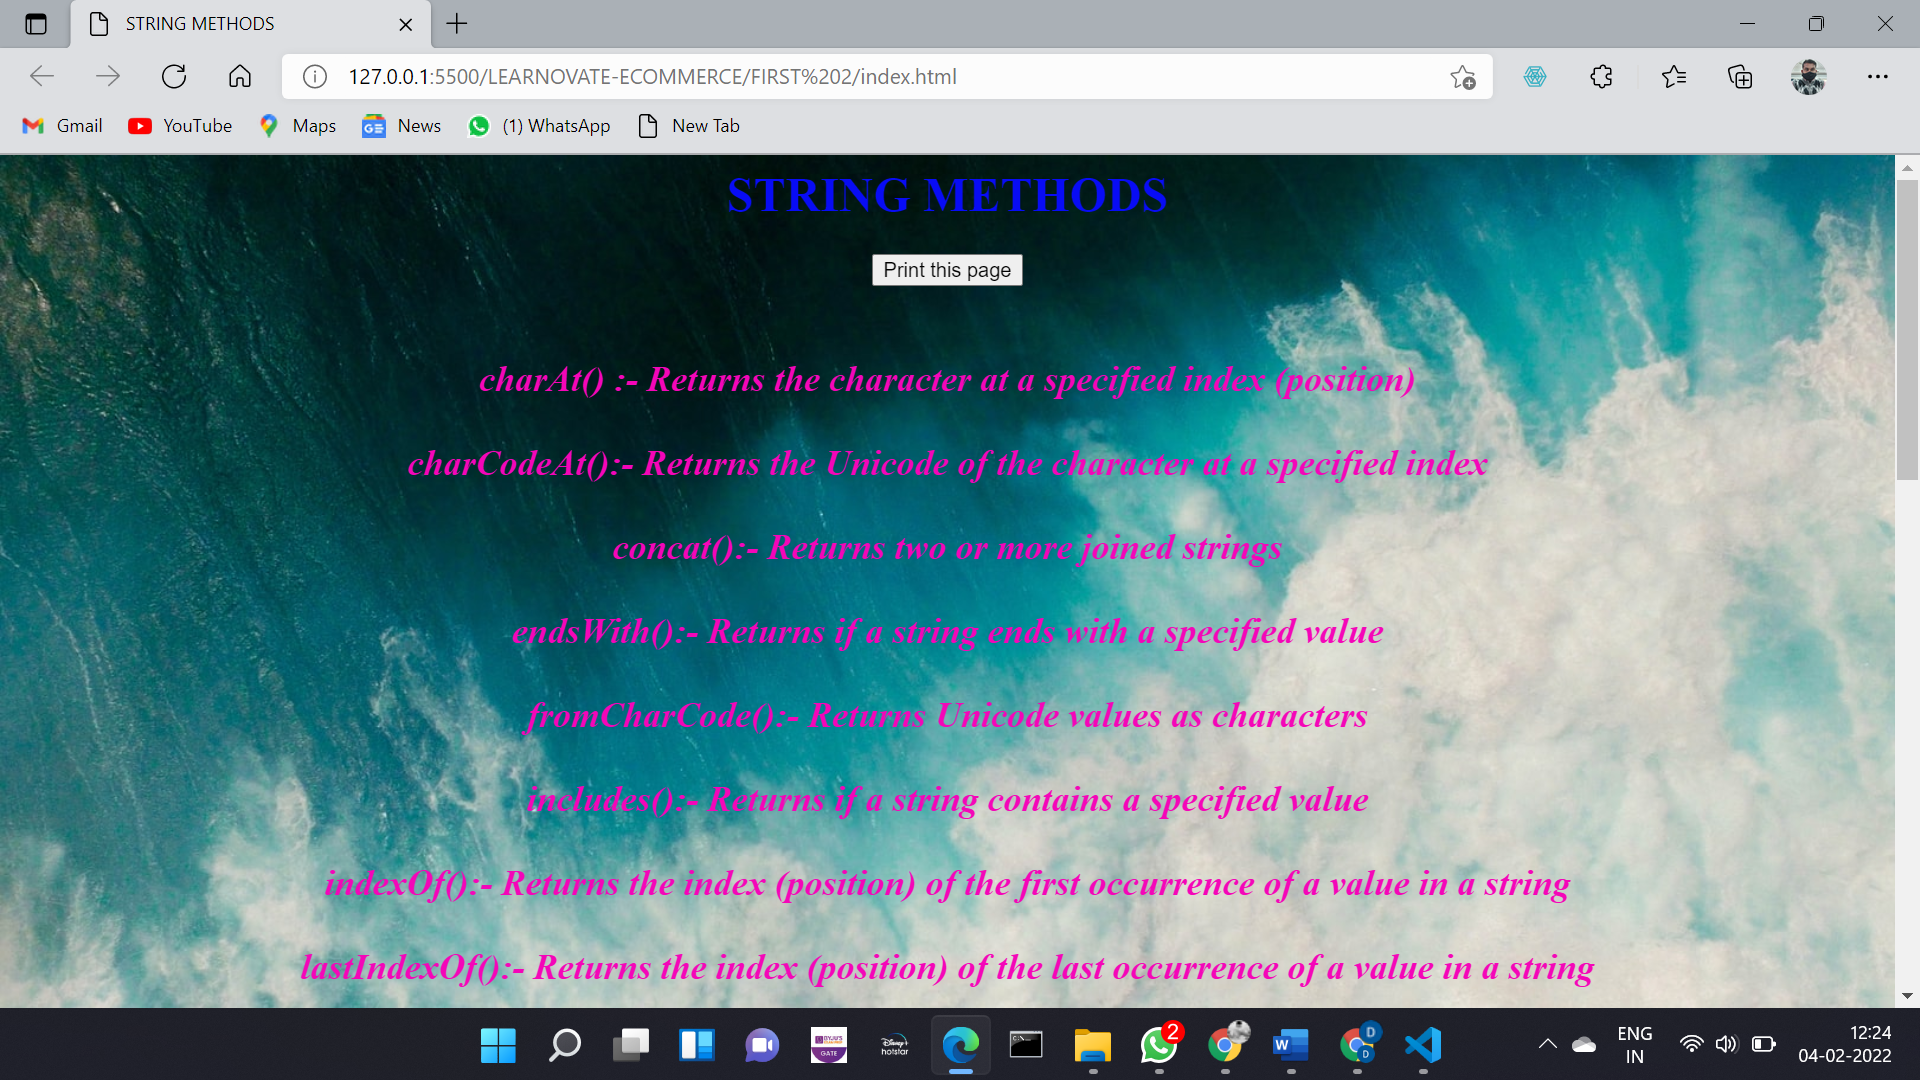 STRING METHODS
127.0.0.1:5500/LEARNOVATE-ECOMMERCE/FIRST%202/index.html
Gmail YouTube Maps News (1) WhatsApp New Tab
STRING METHODS
Print this page
charAt() :- Returns the character at a specified index (position)
charCodeAt():- Returns the Unicode of the character at a specified index
concat():- Returns two or more joined strings
endsWith():- Returns if a string ends with a specified value
fromCharCode():- Returns Unicode values as characters
includes():- Returns if a string contains a specified value
indexOf():- Returns the index (position) of the first occurrence of a value in a string
lastIndexOf():- Returns the index (position) of the last occurrence of a value in a string
GATE
Disney+
hotstar
2
W
D
D
ENG
IN
12:24
04-02-2022